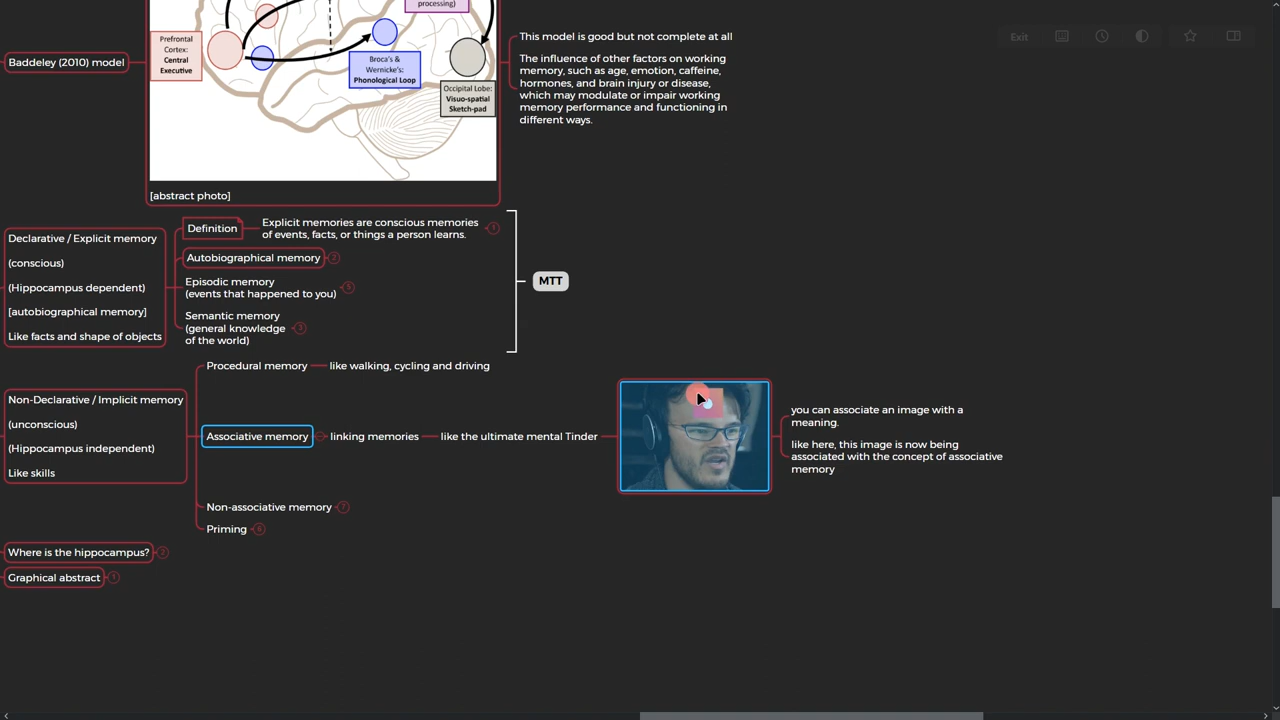 processing)
Prefrontal
Cortex:
Central
Executive
Broca's &
Wernicke's:
Phonological Loop
Occipital Lobe:
Visuo-spatial
Sketch-pad
[abstract photo]
Baddeley (2010) model
This model is good but not complete at all
The influence of other factors on working
memory, such as age, emotion, caffeine,
hormones, and brain injury or disease,
which may modulate or impair working
memory performance and functioning in
different ways.
Exit
Declarative / Explicit memory
(conscious)
(Hippocampus dependent)
[autobiographical memory]
Like facts and shape of objects
Definition
Explicit memories are conscious memories
of events, facts, or things a person learns.
1
Autobiographical memory
2
Episodic memory
(events that happened to you)
5
Semantic memory
(general knowledge
of the world)
3
MTT
Non-Declarative / Implicit memory
(unconscious)
(Hippocampus independent)
Like skills
Procedural memory
like walking, cycling and driving
Associative memory
linking memories
like the ultimate mental Tinder
you can associate an image with a
meaning.
like here, this image is now being
associated with the concept of associative
memory
Non-associative memory
7
Priming
6
Where is the hippocampus?
2
Graphical abstract
1